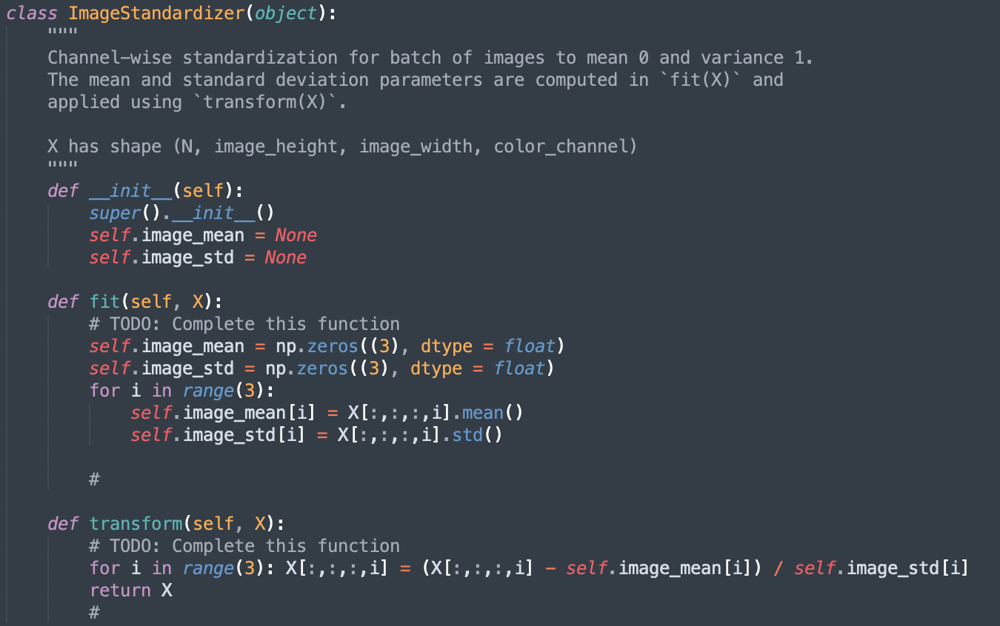 class ImageStandardizer(object):
    """
    Channel-wise standardization for batch of images to mean 0 and variance 1.
    The mean and standard deviation parameters are computed in `fit(X)` and
    applied using `transform(X)`.

    X has shape (N, image_height, image_width, color_channel)
    """
    def __init__(self):
        super().__init__()
        self.image_mean = None
        self.image_std = None

    def fit(self, X):
        # TODO: Complete this function
        self.image_mean = np.zeros((3), dtype = float)
        self.image_std = np.zeros((3), dtype = float)
        for i in range(3):
            self.image_mean[i] = X[:,:,:,i].mean()
            self.image_std[i] = X[:,:,:,i].std()

        #

    def transform(self, X):
        # TODO: Complete this function
        for i in range(3): X[:,:,:,i] = (X[:,:,:,i] - self.image_mean[i]) / self.image_std[i]
        return X
        #